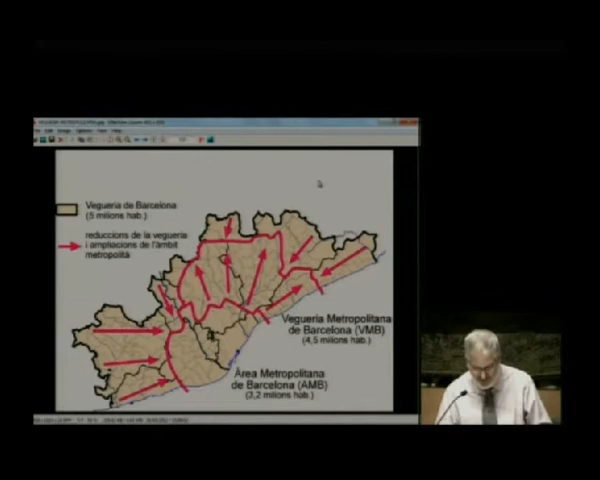 Vegueria de Barcelona
(5 milions hab.)
reduccions de la vegueria
i ampliacions de l'àmbit
metropolità
Vegueria Metropolitana
de Barcelona (VMB)
(4,5 milions hab.)
Àrea Metropolitana
de Barcelona (AMB)
(3,2 milions hab.)